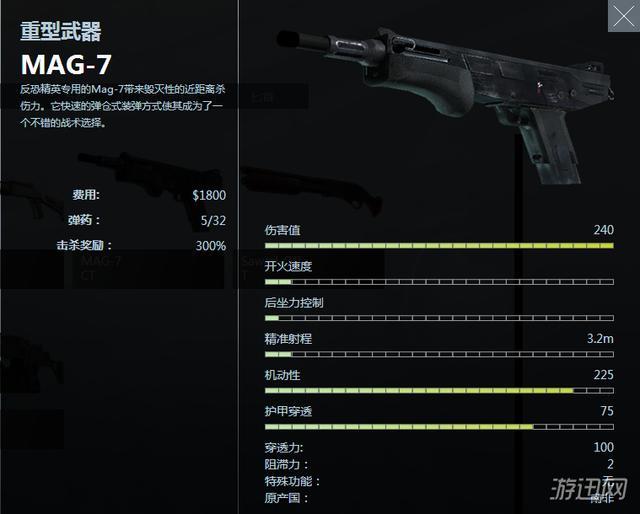 重型武器
MAG-7
反恐精英专用的Mag-7带来毁灭性的近距离杀
伤力。它快速的弹仓式装弹方式使其成为了一
个不错的战术选择。
费用: $1800
弹药: 5/32
击杀奖励: 300%
MAG-7
CT
T
伤害值 240
开火速度
后坐力控制
精准射程 3.2m
机动性 225
护甲穿透 75
穿透力: 100
阻滞力: 2
特殊功能: 无
原产国: 南非
游迅网